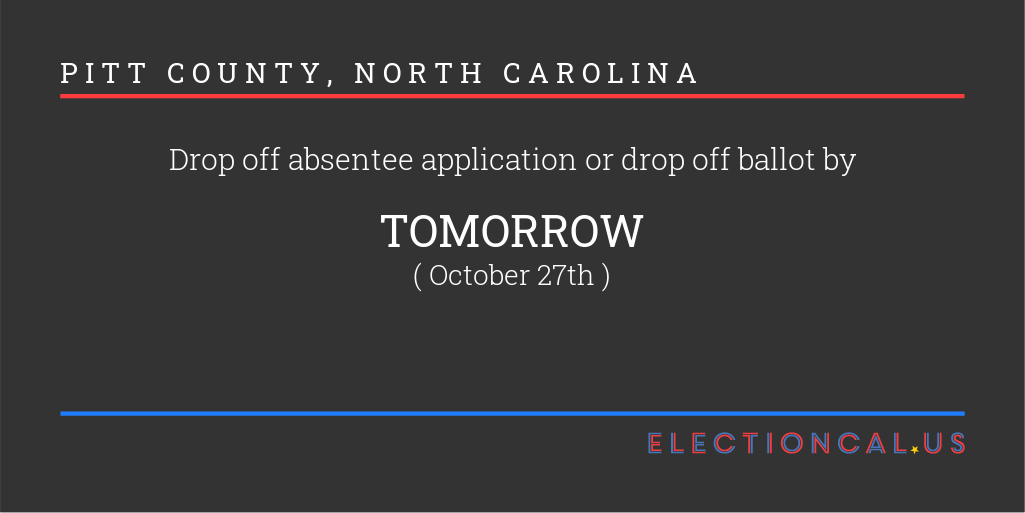 PITT COUNTY, NORTH CAROLINA
Drop off absentee application or drop off ballot by
TOMORROW
( October 27th )
ELECTIONCAL.US